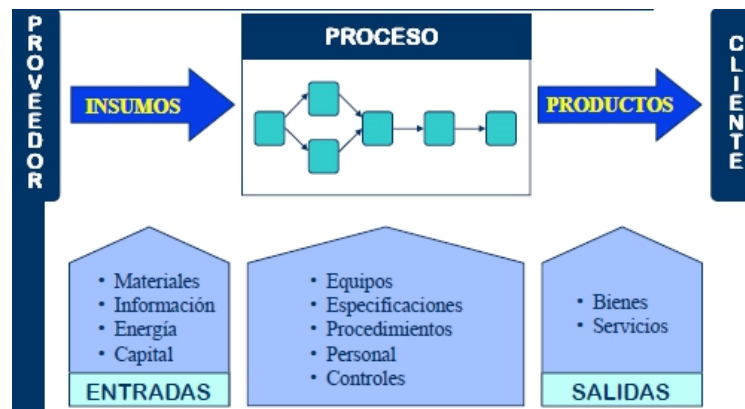 PROVEEDOR
INSUMOS
PROCESO
PRODUCTOS
CLIENTE
• Materiales
• Información
• Energía
• Capital
ENTRADAS
• Equipos
• Especificaciones
• Procedimientos
• Personal
• Controles
• Bienes
• Servicios
SALIDAS